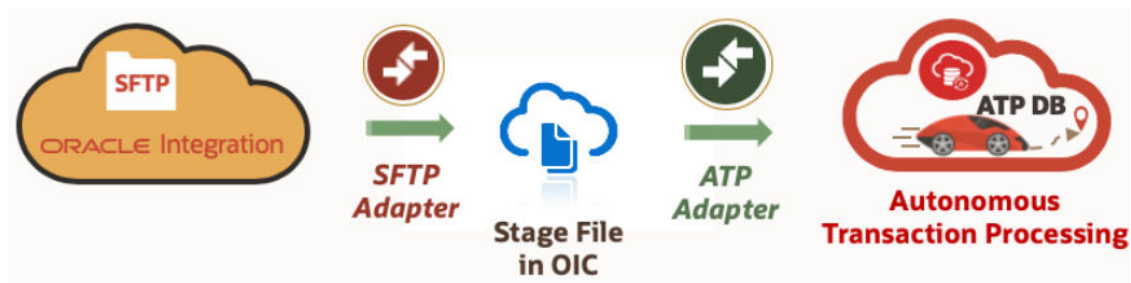 SFTP
ORACLE Integration
SFTP
Adapter
Stage File
in OIC
ATP
Adapter
ATP DB
Autonomous
Transaction Processing